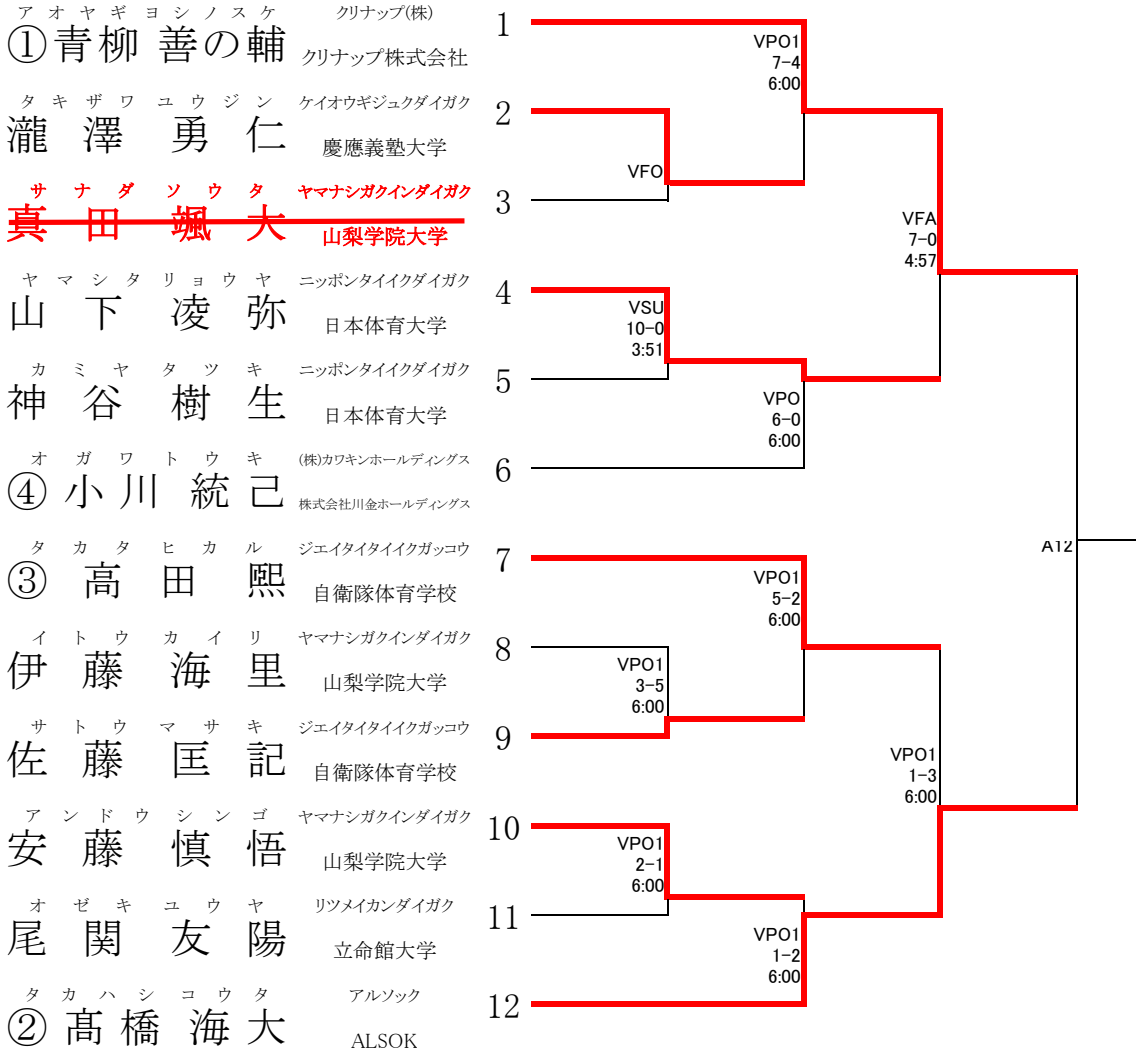 アオヤギヨシノスケ クリナップ(株)
①青柳 善の輔 クリナップ株式会社 1
VPO1
7-4
6:00
タキザワユウジン ケイオウギジュクダイガク
瀧澤 勇仁 慶應義塾大学 2
VFO
サナダソウタ ヤマナシガクインダイガク
真田 颯大 山梨学院大学 3
VFA
7-0
4:57
ヤマシタリョウヤ ニッポンタイイクダイガク
山下 凌弥 日本体育大学 4
VSU
10-0
3:51
カミヤタツキ ニッポンタイイクダイガク
神谷 樹生 日本体育大学 5
VPO
6-0
6:00
オガワトウキ (株)カワキンホールディングス
④小川 統己 株式会社川金ホールディングス 6
A12
タカタヒカル ジエイタイタイイクガッコウ
③高田 熙 自衛隊体育学校 7
VPO1
5-2
6:00
イトウカイリ ヤマナシガクインダイガク
伊藤 海里 山梨学院大学 8
VPO1
3-5
6:00
サトウマサキ ジエイタイタイイクガッコウ
佐藤 匡記 自衛隊体育学校 9
VPO1
1-3
6:00
アンドウシンゴ ヤマナシガクインダイガク
安藤 慎悟 山梨学院大学 10
VPO1
2-1
6:00
オゼキユウヤ リツメイカンダイガク
尾関 友陽 立命館大学 11
VPO1
1-2
6:00
タカハシコウタ アルソック
②髙橋 海大 ALSOK 12